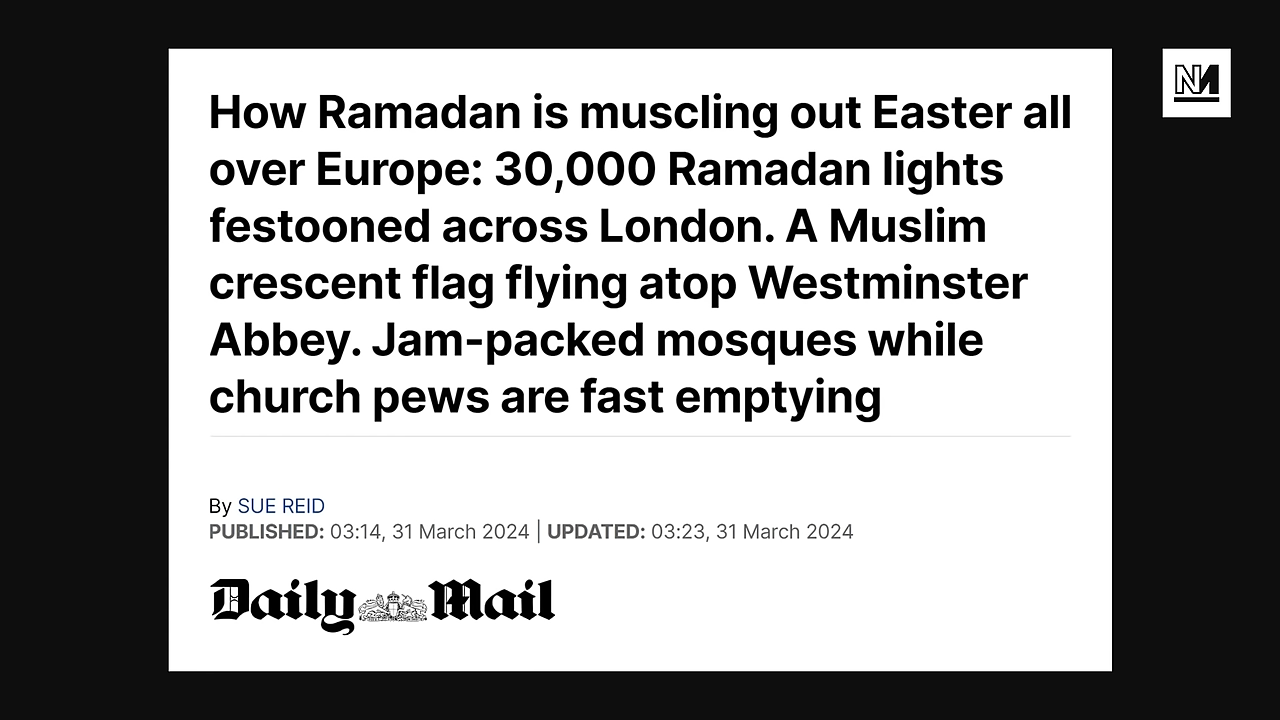 How Ramadan is muscling out Easter all
over Europe: 30,000 Ramadan lights
festooned across London. A Muslim
crescent flag flying atop Westminster
Abbey. Jam-packed mosques while
church pews are fast emptying
By SUE REID
PUBLISHED: 03:14, 31 March 2024 | UPDATED: 03:23, 31 March 2024
Daily Mail
NM